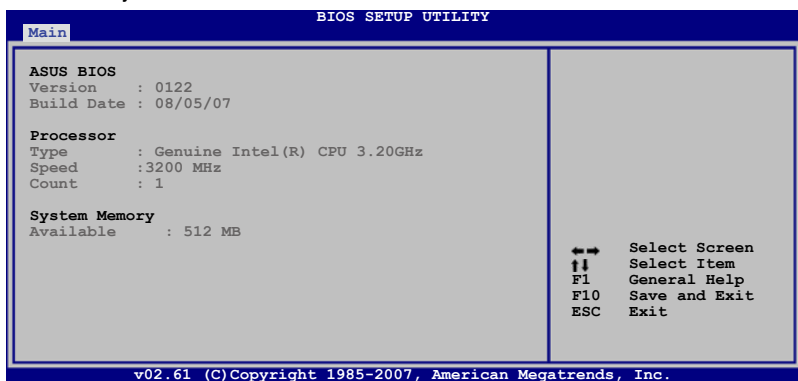 BIOS SETUP UTILITY
Main
ASUS BIOS
Version : 0122
Build Date : 08/05/07
Processor
Type : Genuine Intel(R) CPU 3.20GHz
Speed :3200 MHz
Count : 1
System Memory
Available : 512 MB
←→ Select Screen
↑↓ Select Item
F1 General Help
F10 Save and Exit
ESC Exit
v02.61 (C)Copyright 1985-2007, American Megatrends, Inc.